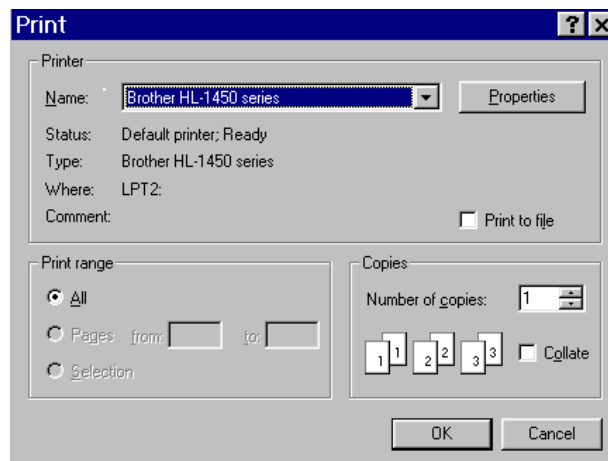 Print
Printer
Name: Brother HL-1450 series Properties
Status: Default printer; Ready
Type: Brother HL-1450 series
Where: LPT2:
Comment: Print to file
Print range
All
Pages from: to:
Selection
Copies
Number of copies: 1
1 1 2 2 3 3 Collate
OK Cancel